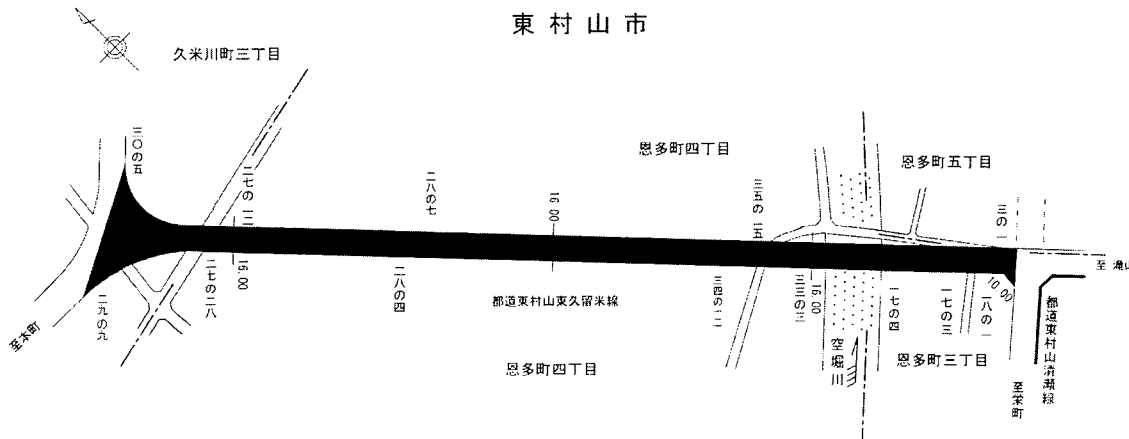 東村山市
久米川町三丁目
三〇の五
二七の一二
二八の七
16.00
恩多町四丁目
三五の一五
恩多町五丁目
三の一
至滝山
二九の九
至本町
二七の二八
16.00
二八の四
都道東村山東久留米線
恩多町四丁目
三四の一二
三三の三
16.00
空堀川
一七の四
一七の三
恩多町三丁目
一八の一
10.00
至栄町
都道東村山清瀬線